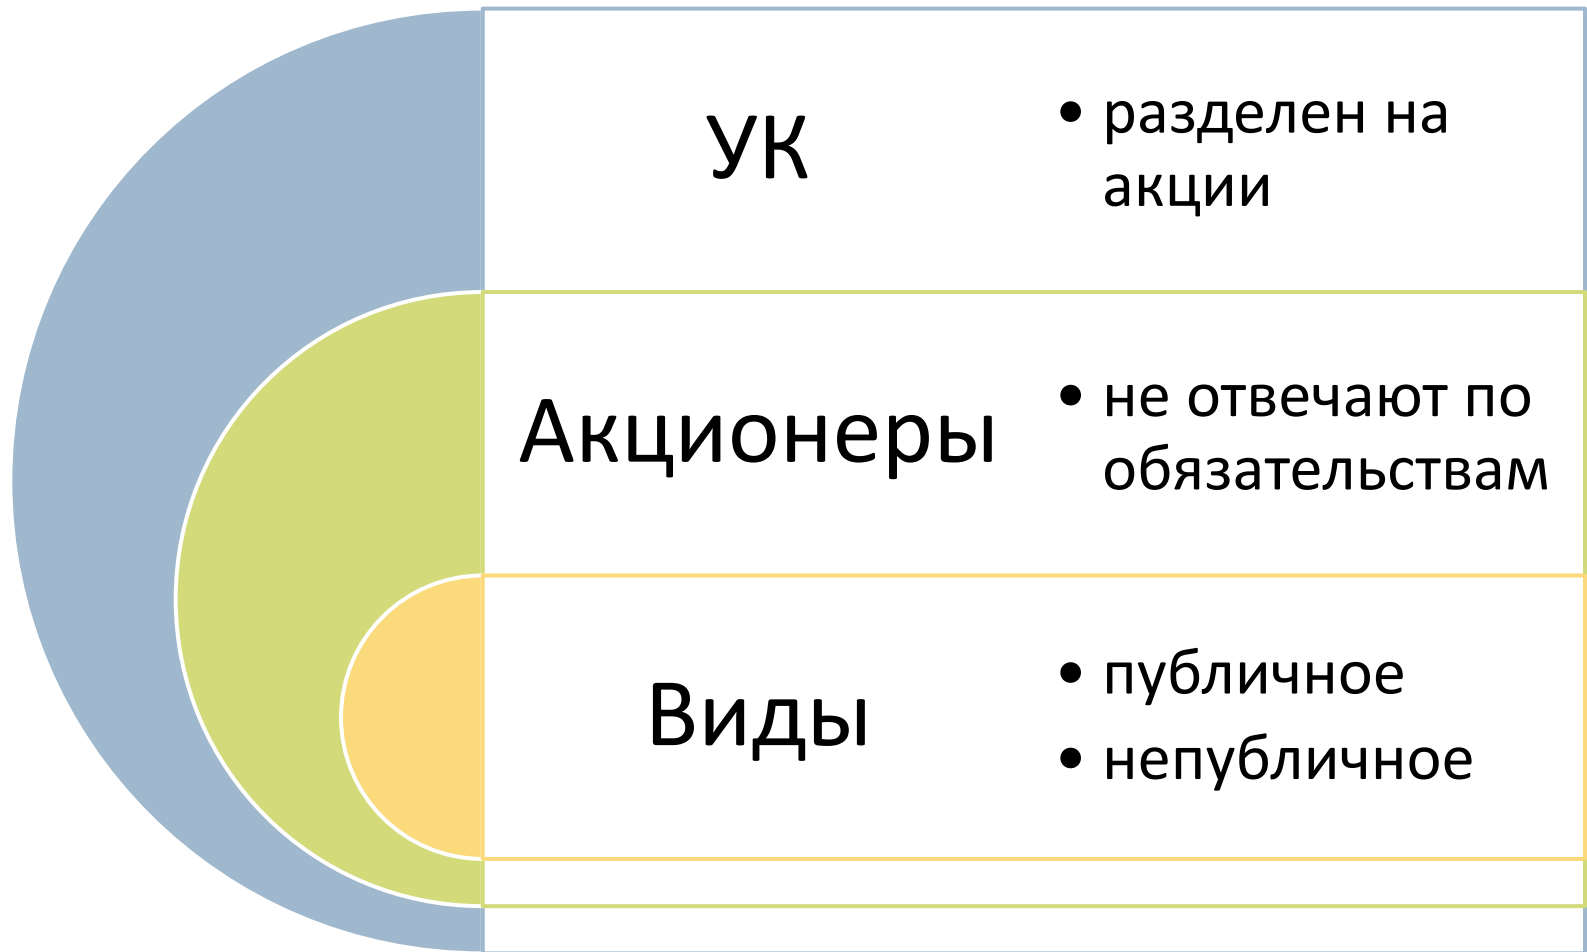 УК
• разделен на
акции
Акционеры
• не отвечают по
обязательствам
Виды
• публичное
• непубличное